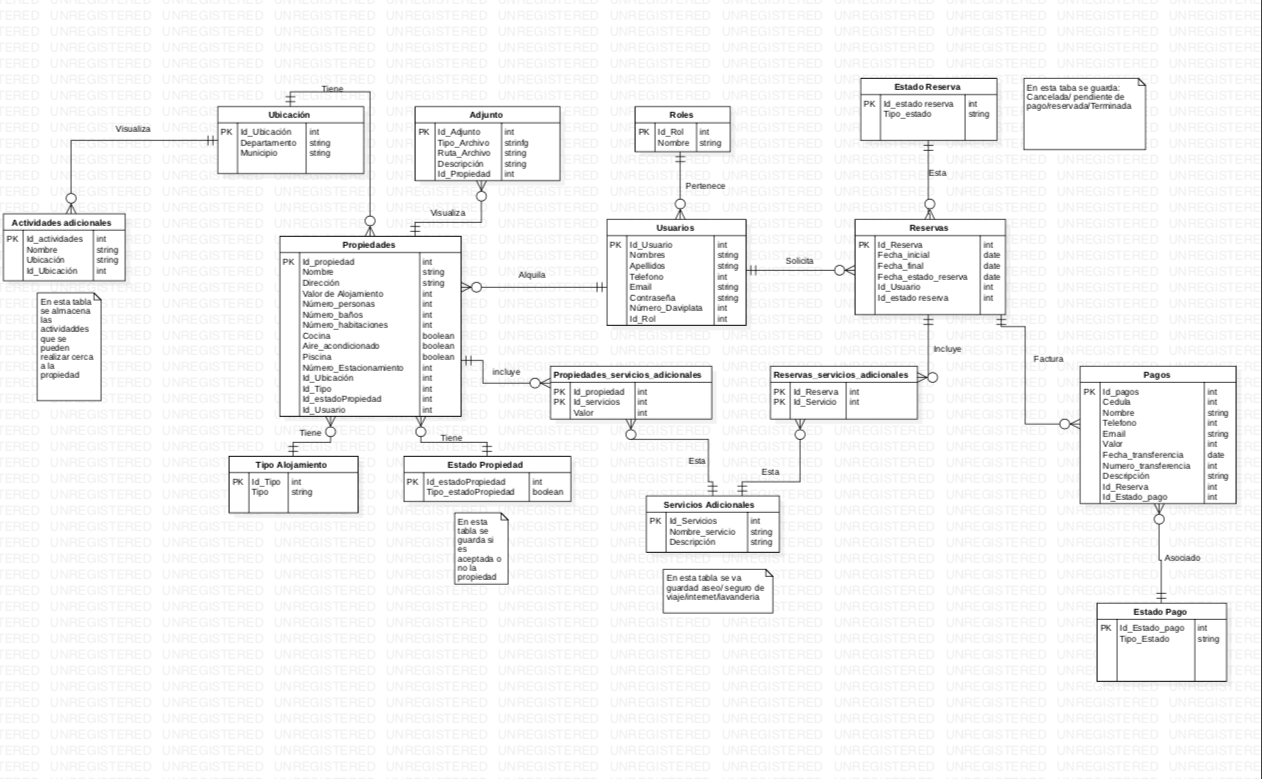 Tiene
Ubicación
PK Id_Ubicación int
Departamento string
Municipio string
Visualiza
Adjunto
PK Id_Adjunto int
Tipo_Archivo strinfg
Ruta_Archivo string
Descripción string
Id_Propiedad int
Visualiza
Roles
PK Id_Rol int
Nombre string
Pertenece
Estado Reserva
PK Id_estado reserva int
Tipo_estado string
En esta taba se guarda:
Cancelada/ pendiente de
pago/reservada/Terminada
Esta
Actividades adicionales
PK Id_actividades int
Nombre string
Ubicación string
Id_Ubicación int
En esta tabla
se almacena
las
actividaddes
que se
pueden
realizar cerca
a la
propiedad
Propiedades
PK Id_propiedad int
Nombre string
Dirección string
Valor de Alojamiento int
Número_personas int
Número_baños int
Número_habitaciones int
Cocina boolean
Aire_acondicionado boolean
Piscina boolean
Número_Estacionamiento int
Id_Ubicación int
Id_Tipo int
Id_estadoPropiedad int
Id_Usuario int
Alquila
Usuarios
PK Id_Usuario int
Nombres string
Apellidos string
Telefono int
Email string
Contraseña string
Número_Daviplata int
Id_Rol int
Solicita
Reservas
PK Id_Reserva int
Fecha_inicial date
Fecha_final date
Fecha_estado_reserva date
Id_Usuario int
Id_estado reserva int
Incluye
Factura
incluye
Propiedades_servicios_adicionales
PK Id_propiedad int
PK Id_servicios int
Valor int
Reservas_servicios_adicionales
PK Id_Reserva int
PK Id_Servicio int
Pagos
PK Id_pagos int
Cedula int
Nombre string
Telefono int
Email string
Valor int
Fecha_transferencia date
Numero_transferencia int
Descripción string
Id_Reserva int
Id_Estado_pago int
Tiene
Tiene
Tipo Alojamiento
PK Id_Tipo int
Tipo string
Estado Propiedad
PK Id_estadoPropiedad int
Tipo_estadoPropiedad boolean
En esta
tabla se
guarda si
es
aceptada o
no la
propiedad
Esta
Esta
Servicios Adicionales
PK Id_Servicios int
Nombre_servicio string
Descripción string
En esta tabla se va
guardad aseo/ seguro de
viaje/internet/lavanderia
Asociado
Estado Pago
PK Id_Estado_pago int
Tipo_Estado string
UNREGISTERED